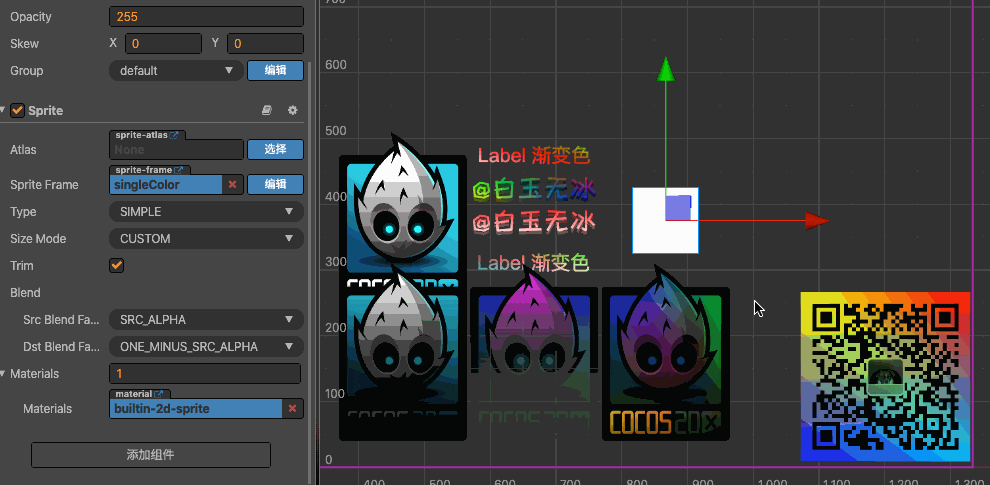 Opacity
255
Skew
X
0
Y
0
Group
default
编辑
Sprite
sprite-atlas
Atlas
None
选择
sprite-frame
Sprite Frame
singleColor
编辑
Type
SIMPLE
Size Mode
CUSTOM
Trim
Blend
Src Blend Fa...
SRC_ALPHA
Dst Blend Fa...
ONE_MINUS_SRC_ALPHA
Materials
1
material
Materials
builtin-2d-sprite
添加组件
700
600
500
400
300
200
100
0
Label 渐变色
@白玉无冰
@白玉无冰
Label 渐变色
COCOS2DX
400
500
600
700
800
900
1,000
1,100
1,200
1,300